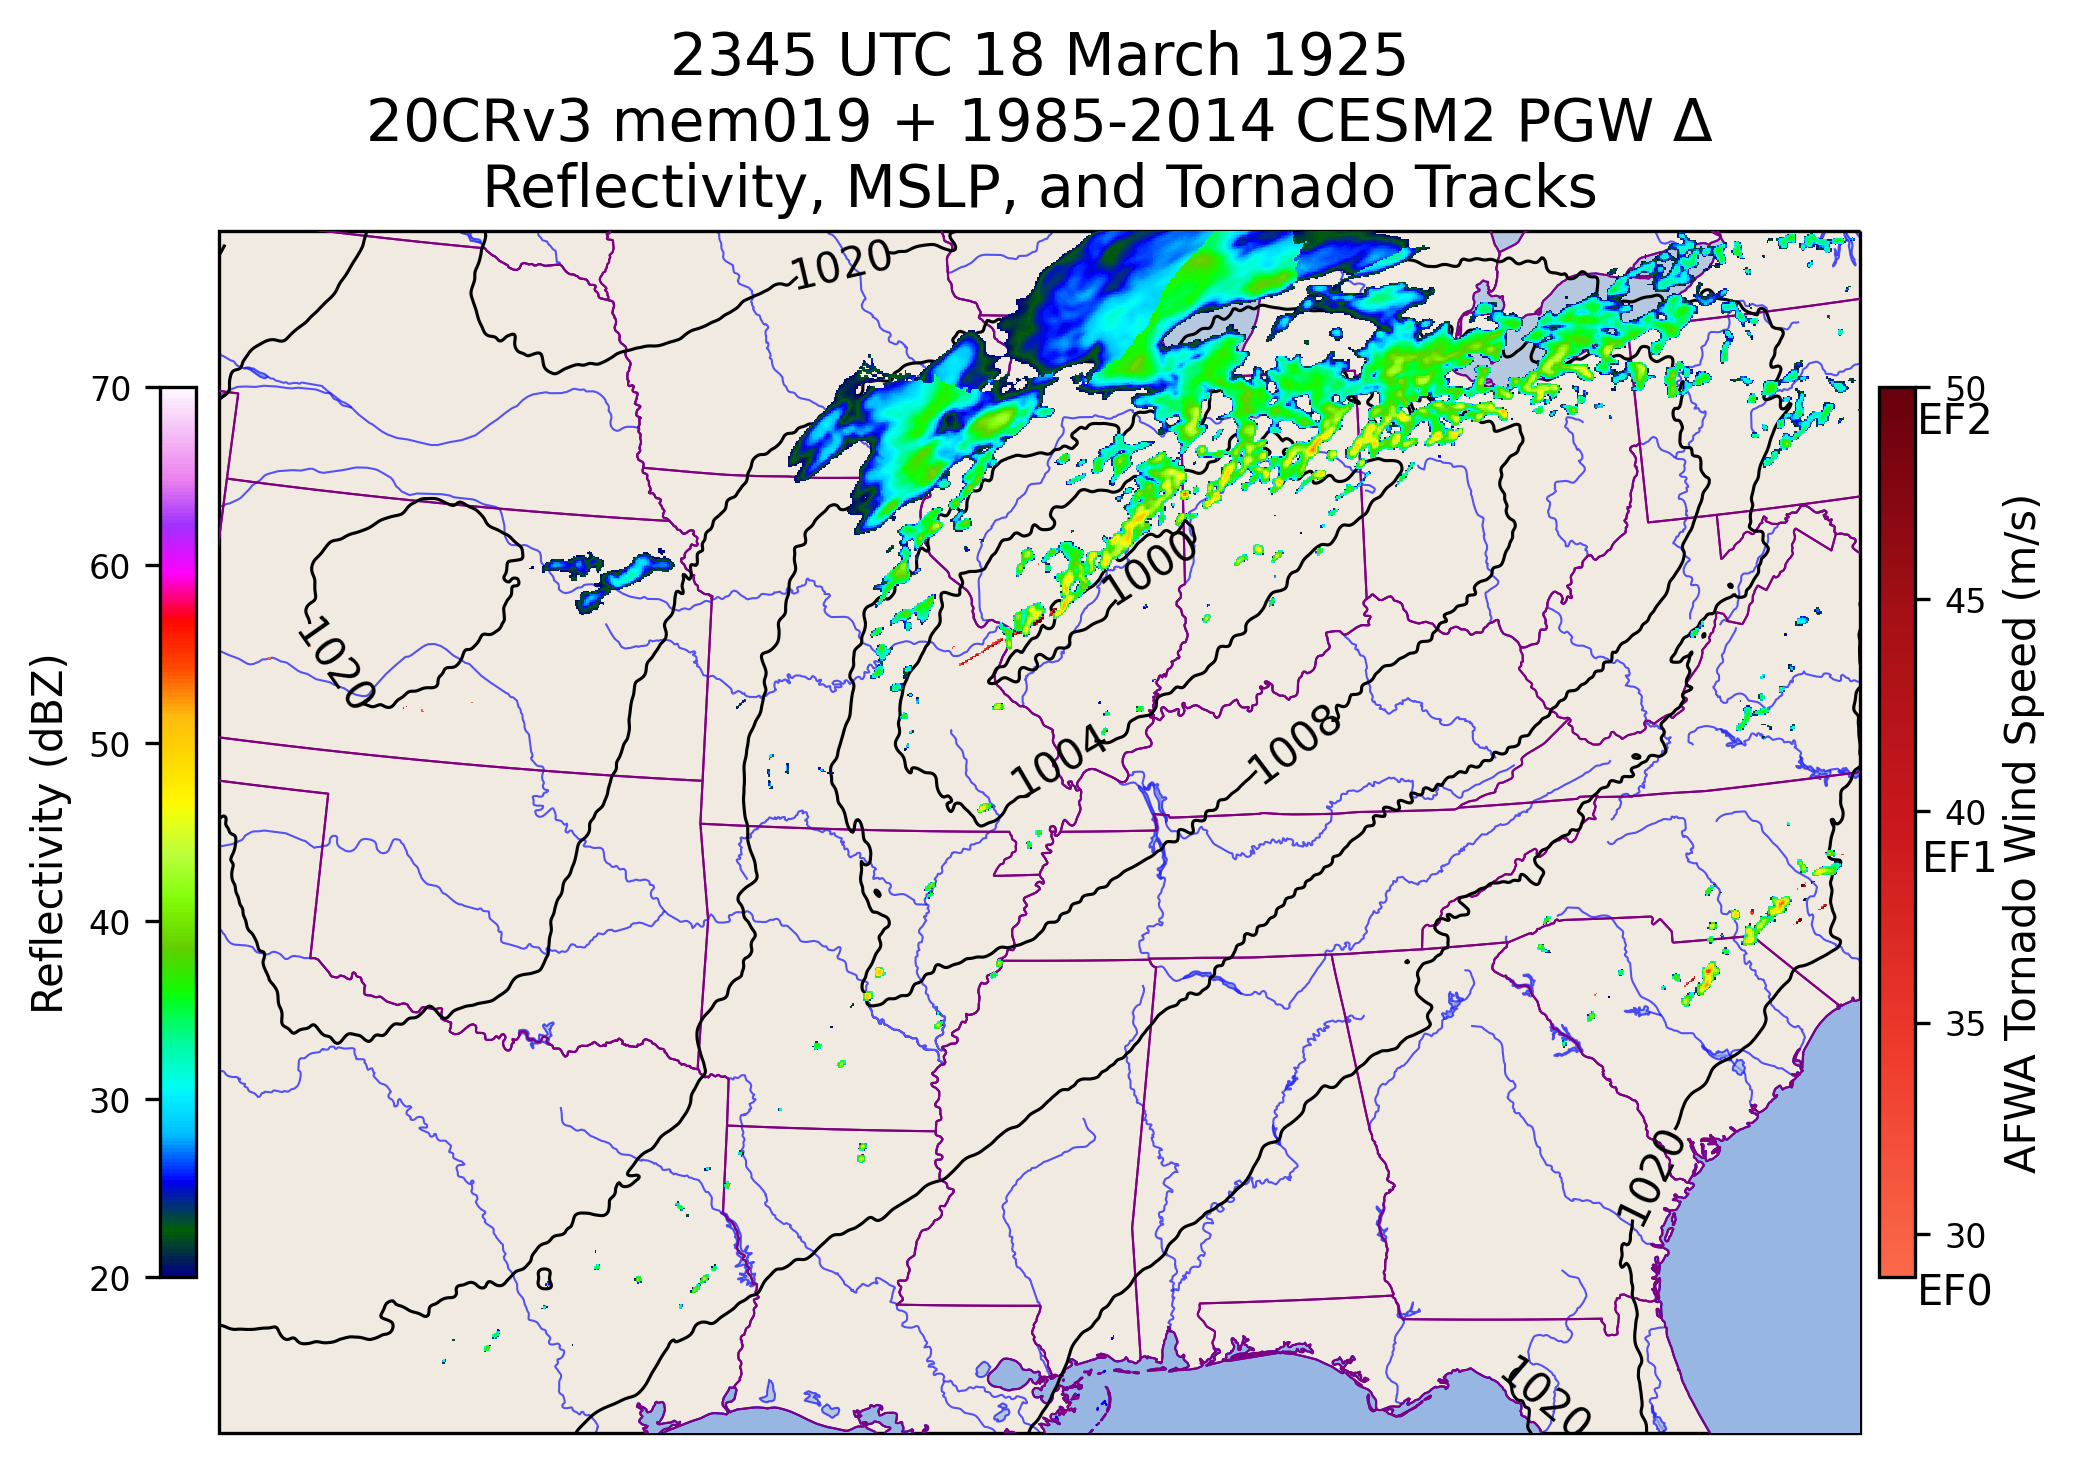 2345 UTC 18 March 1925
20CRv3 mem019 + 1985-2014 CESM2 PGW Δ
Reflectivity, MSLP, and Tornado Tracks
70
60
50
40
30
20
Reflectivity (dBZ)
1020
1020
1000
1004
1008
1020
1020
50
EF2
45
40
EF1
35
30
EF0
AFWA Tornado Wind Speed (m/s)